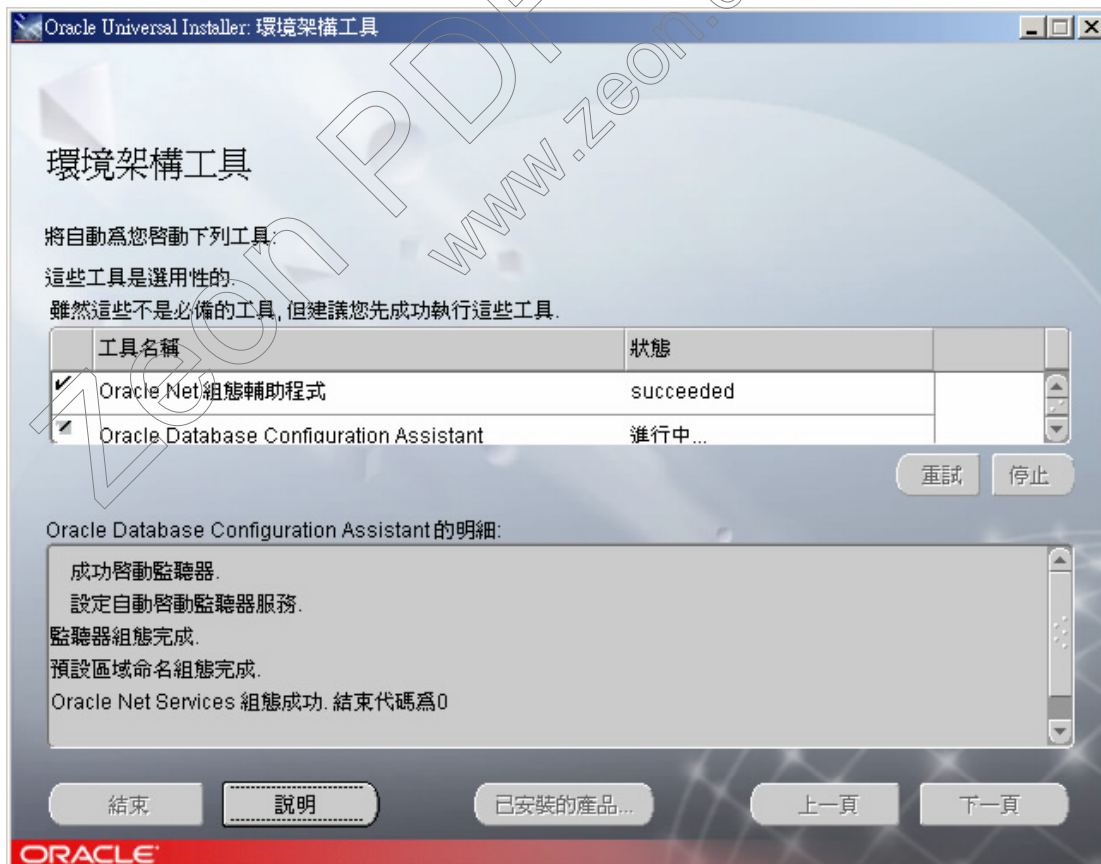 Oracle Universal Installer: 環境架構工具
環境架構工具
將自動為您啓動下列工具:
這些工具是選用性的.
雖然這些不是必備的工具, 但建議您先成功執行這些工具.
工具名稱 狀態
Oracle Net 組態輔助程式 succeeded
Oracle Database Configuration Assistant 進行中...
重試 停止
Oracle Database Configuration Assistant 的明細:
成功啓動監聽器.
設定自動啓動監聽器服務.
監聽器組態完成.
預設區域命名組態完成.
Oracle Net Services 組態成功. 結束代碼為0
結束 說明 已安裝的產品... 上一頁 下一頁
ORACLE
Zeon PD
www.zeon.